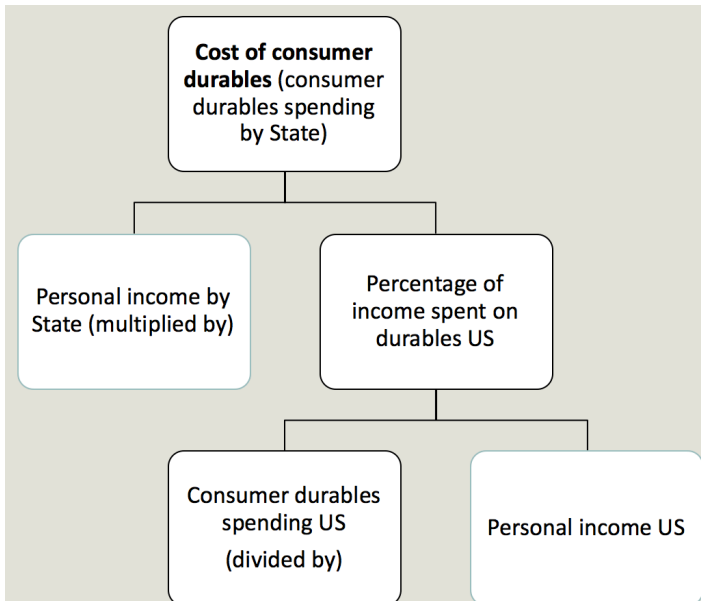 Cost of consumer
durables (consumer
durables spending
by State)
Personal income by
State (multiplied by)
Percentage of
income spent on
durables US
Consumer durables
spending US
(divided by)
Personal income US